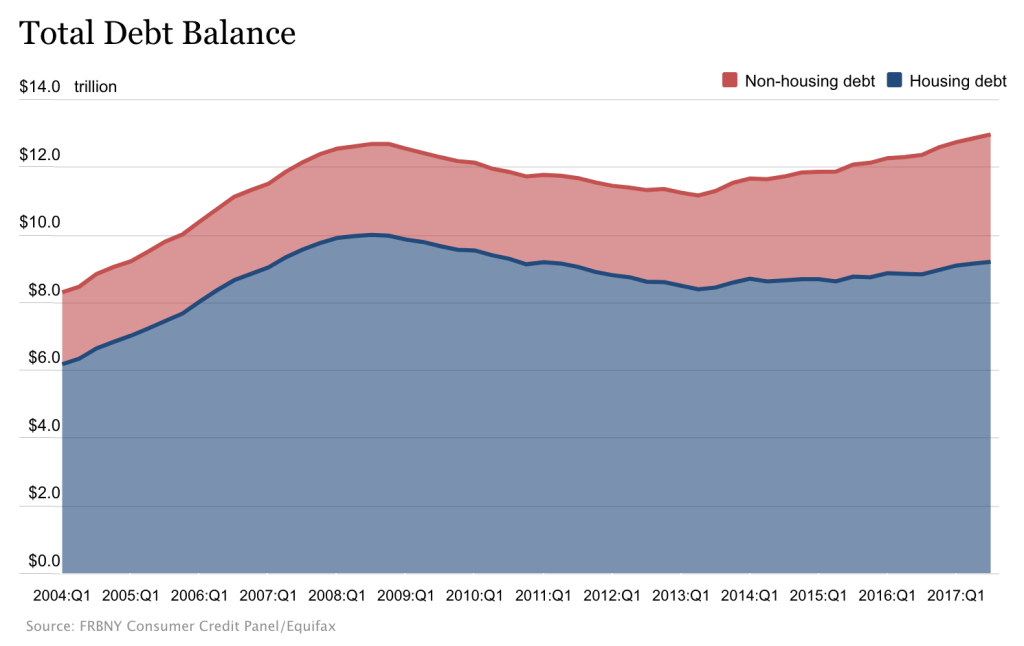 Total Debt Balance
$14.0 trillion
Non-housing debt Housing debt
$12.0
$10.0
$8.0
$6.0
$4.0
$2.0
$0.0
2004:Q1 2005:Q1 2006:Q1 2007:Q1 2008:Q1 2009:Q1 2010:Q1 2011:Q1 2012:Q1 2013:Q1 2014:Q1 2015:Q1 2016:Q1 2017:Q1
Source: FRBNY Consumer Credit Panel/Equifax